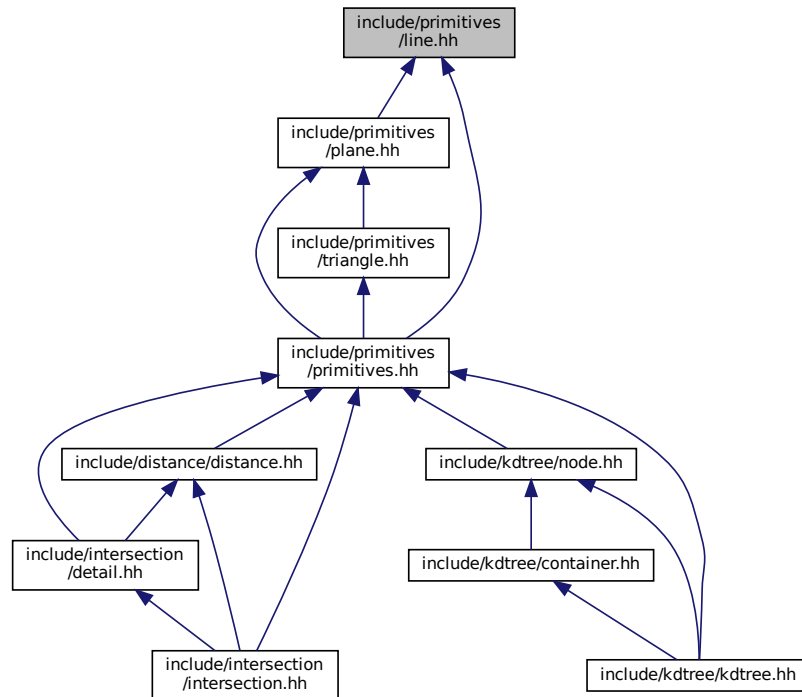 include/primitives
/line.hh
include/primitives
/plane.hh
include/primitives
/triangle.hh
include/primitives
/primitives.hh
include/distance/distance.hh
include/kdtree/node.hh
include/intersection
/detail.hh
include/kdtree/container.hh
include/intersection
/intersection.hh
include/kdtree/kdtree.hh